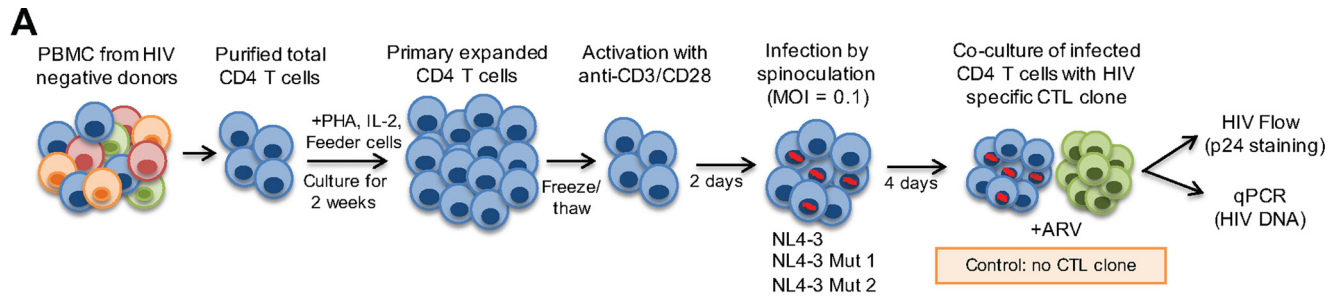 A
PBMC from HIV
negative donors
Purified total
CD4 T cells
+PHA, IL-2,
Feeder cells
Culture for
2 weeks
Primary expanded
CD4 T cells
Freeze/
thaw
Activation with
anti-CD3/CD28
2 days
Infection by
spinoculation
(MOI = 0.1)
NL4-3
NL4-3 Mut 1
NL4-3 Mut 2
4 days
Co-culture of infected
CD4 T cells with HIV
specific CTL clone
+ARV
Control: no CTL clone
HIV Flow
(p24 staining)
qPCR
(HIV DNA)